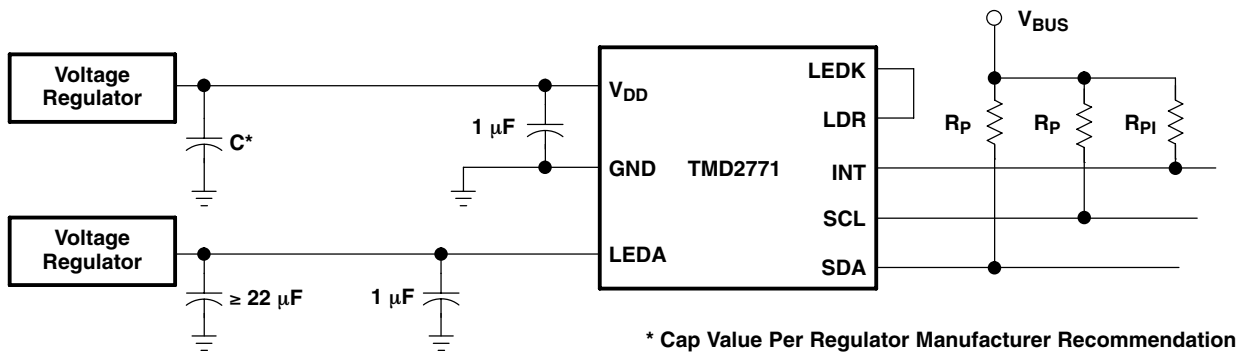 V_BUS
Voltage
Regulator
C*
1 μF
V_DD
GND
LEDA
TMD2771
LEDK
LDR
INT
SCL
SDA
R_P
R_P
R_PI
Voltage
Regulator
≥ 22 μF
1 μF
* Cap Value Per Regulator Manufacturer Recommendation